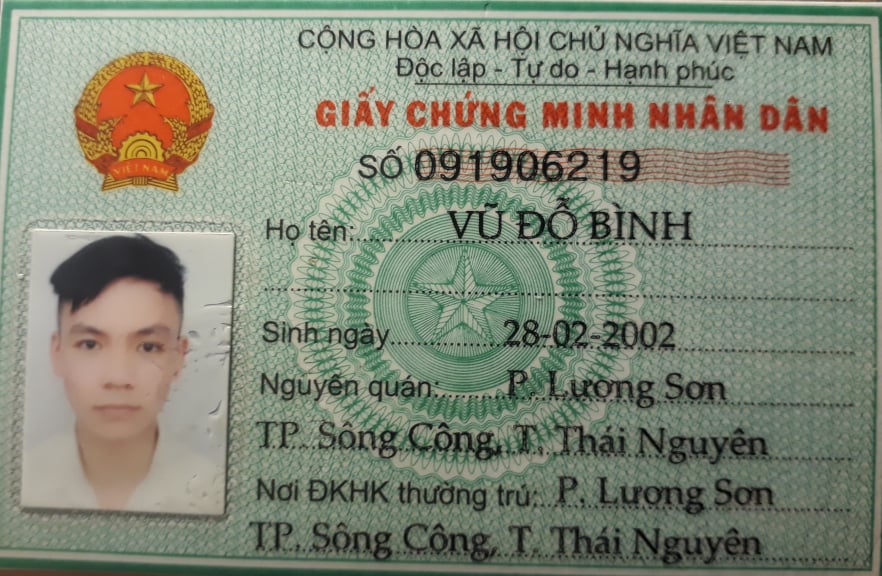 CỘNG HÒA XÃ HỘI CHỦ NGHĨA VIỆT NAM
Độc lập - Tự do - Hạnh phúc
GIẤY CHỨNG MINH NHÂN DÂN
SỐ 091906219
VIỆT NAM
Họ tên: VŨ ĐỖ BÌNH
Sinh ngày 28-02-2002
Nguyên quán: P. Lương Sơn
TP. Sông Công, T. Thái Nguyên
Nơi ĐKHK thường trú: P. Lương Sơn
TP. Sông Công, T. Thái Nguyên